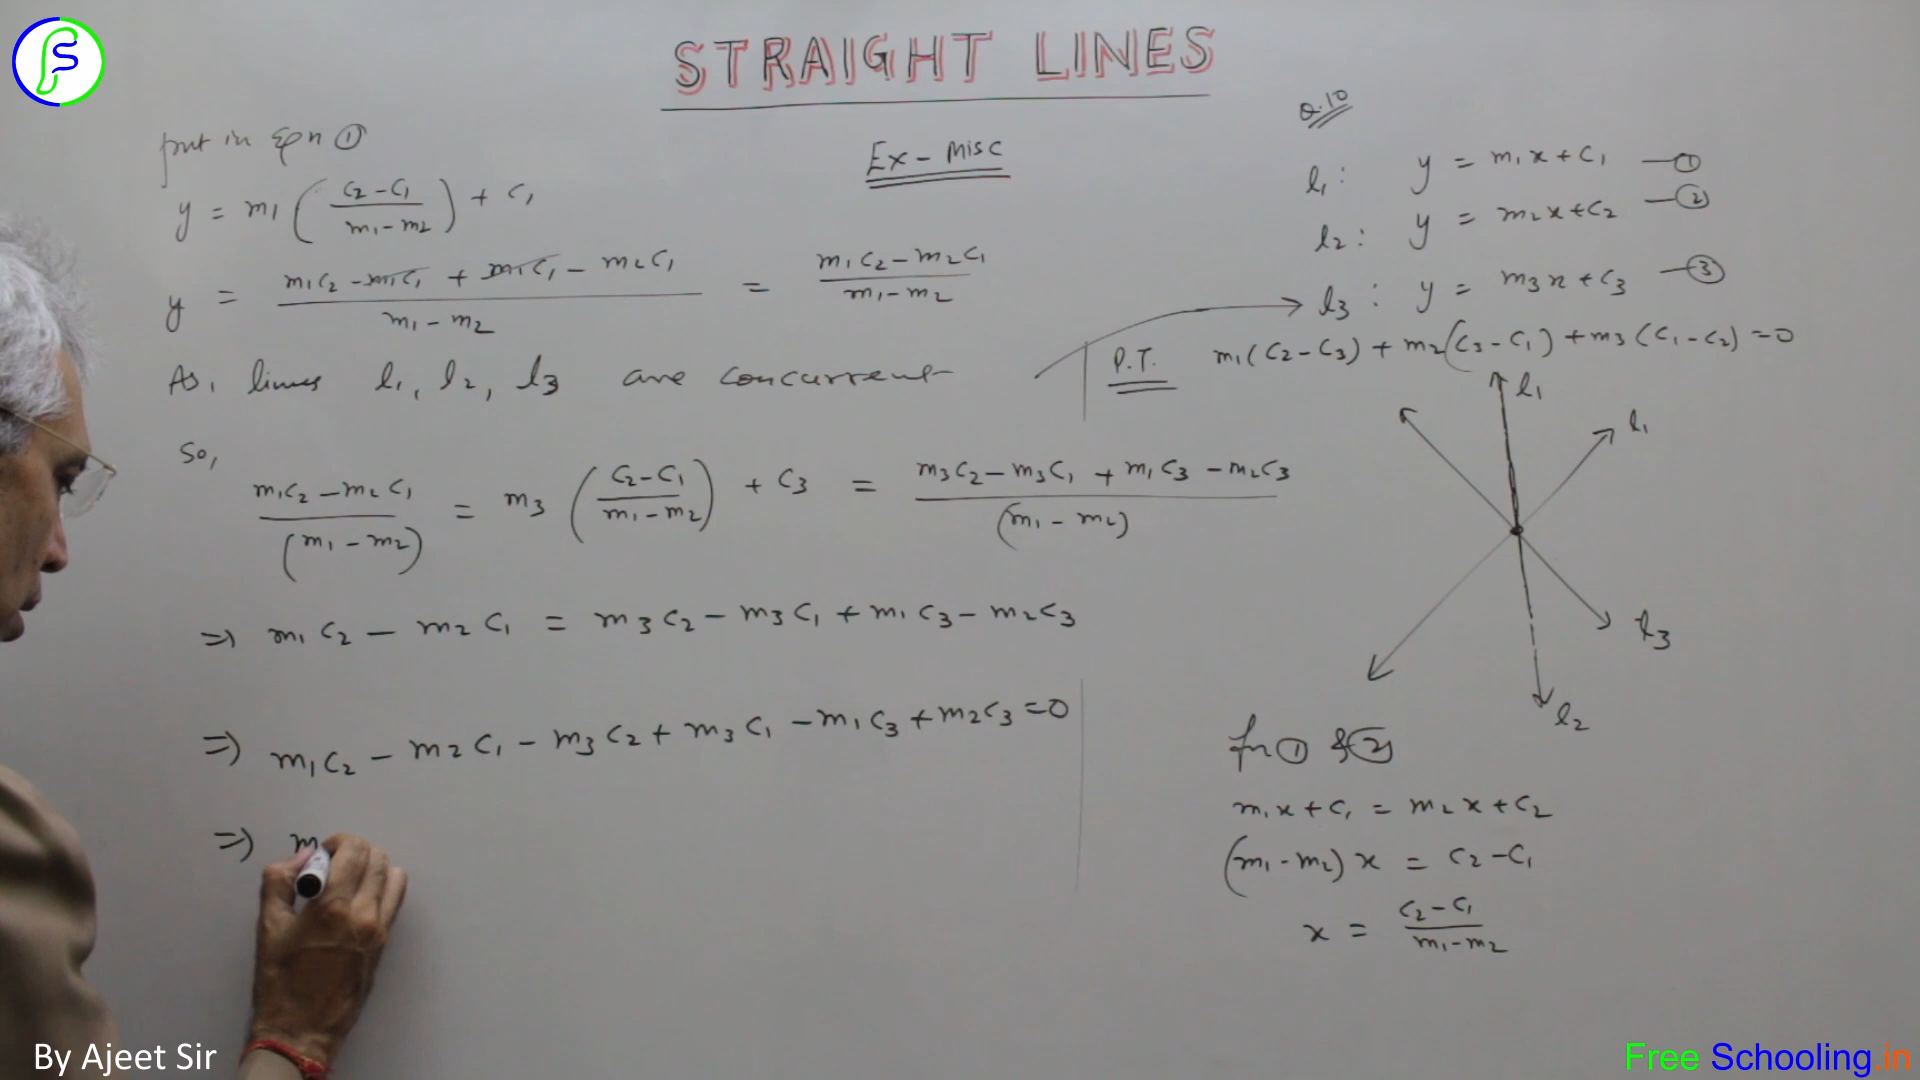 STRAIGHT LINES
Ex - Misc
put in Eqn ①
y = m1 ( (c2 - c1) / (m1 - m2) ) + c1
y = (m1c2 - m1c1 + m1c1 - m2c1) / (m1 - m2) = (m1c2 - m2c1) / (m1 - m2)
As, lines l1, l2, l3 are concurrent
So,
(m1c2 - m2c1) / (m1 - m2) = m3 ( (c2 - c1) / (m1 - m2) ) + c3 = (m3c2 - m3c1 + m1c3 - m2c3) / (m1 - m2)
⇒ m1c2 - m2c1 = m3c2 - m3c1 + m1c3 - m2c3
⇒ m1c2 - m2c1 - m3c2 + m3c1 - m1c3 + m2c3 = 0
⇒ m
Q.10
l1: y = m1x + c1 — ①
l2: y = m2x + c2 — ②
l3: y = m3x + c3 — ③
P.T. m1(c2 - c3) + m2(c3 - c1) + m3(c1 - c2) = 0
l1
l1
l3
l2
fn ① & ②
m1x + c1 = m2x + c2
(m1 - m2) x = c2 - c1
x = (c2 - c1) / (m1 - m2)
By Ajeet Sir
Free Schooling.in